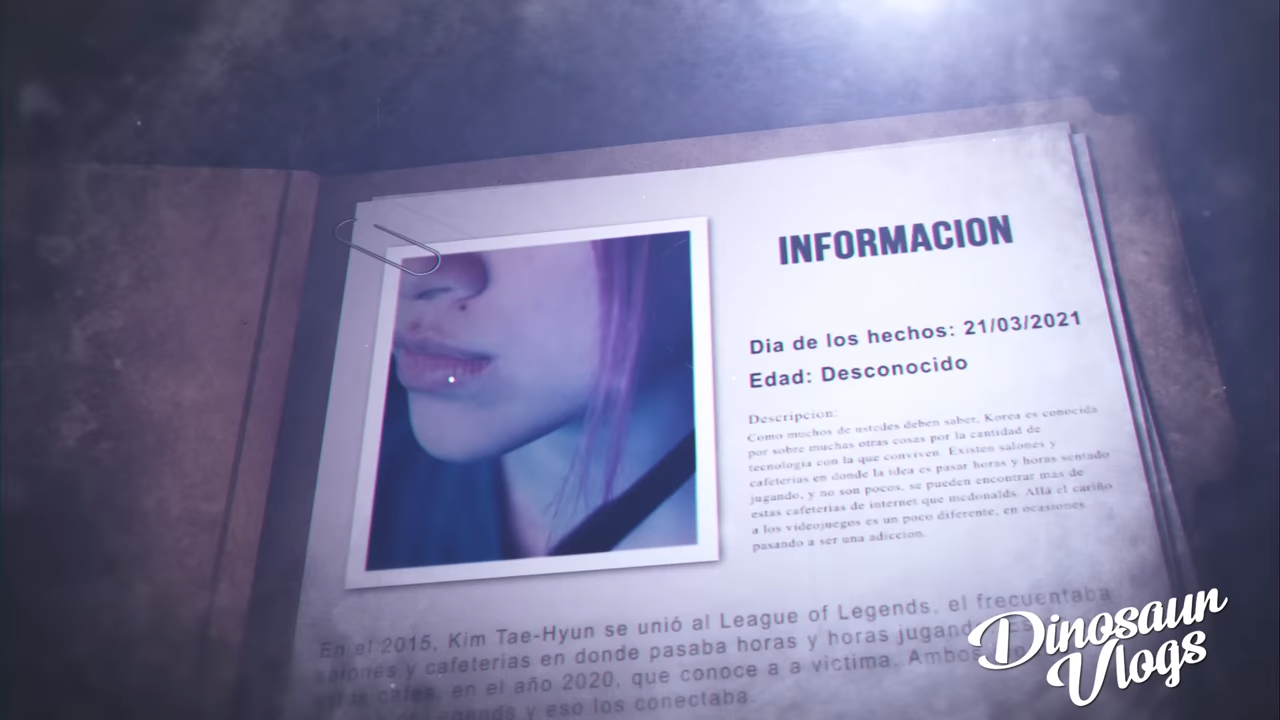 INFORMACION
Dia de los hechos: 21/03/2021
Edad: Desconocido
Descripcion:
Como muchos de ustedes deben saber, Korea es conocida
por sobre muchas otras cosas por la cantidad de
tecnologia con la que conviven. Existen salones y
cafeterias en donde la idea es pasar horas y horas sentado
jugando, y no son pocos, se pueden encontrar más de
estas cafeterias de internet que mcdonalds. Allá el cariño
a los videojuegos es un poco diferente, en ocasiones
pasando a ser una adiccion.
En el 2015, Kim Tae-Hyun se unió al League of Legends, el frecuentaba
salones y cafeterias en donde pasaba horas y horas jugando
cafes, en el año 2020, que conoce a a victima. Ambos
Legends y eso los conectaba.
Dinosaur
Vlogs